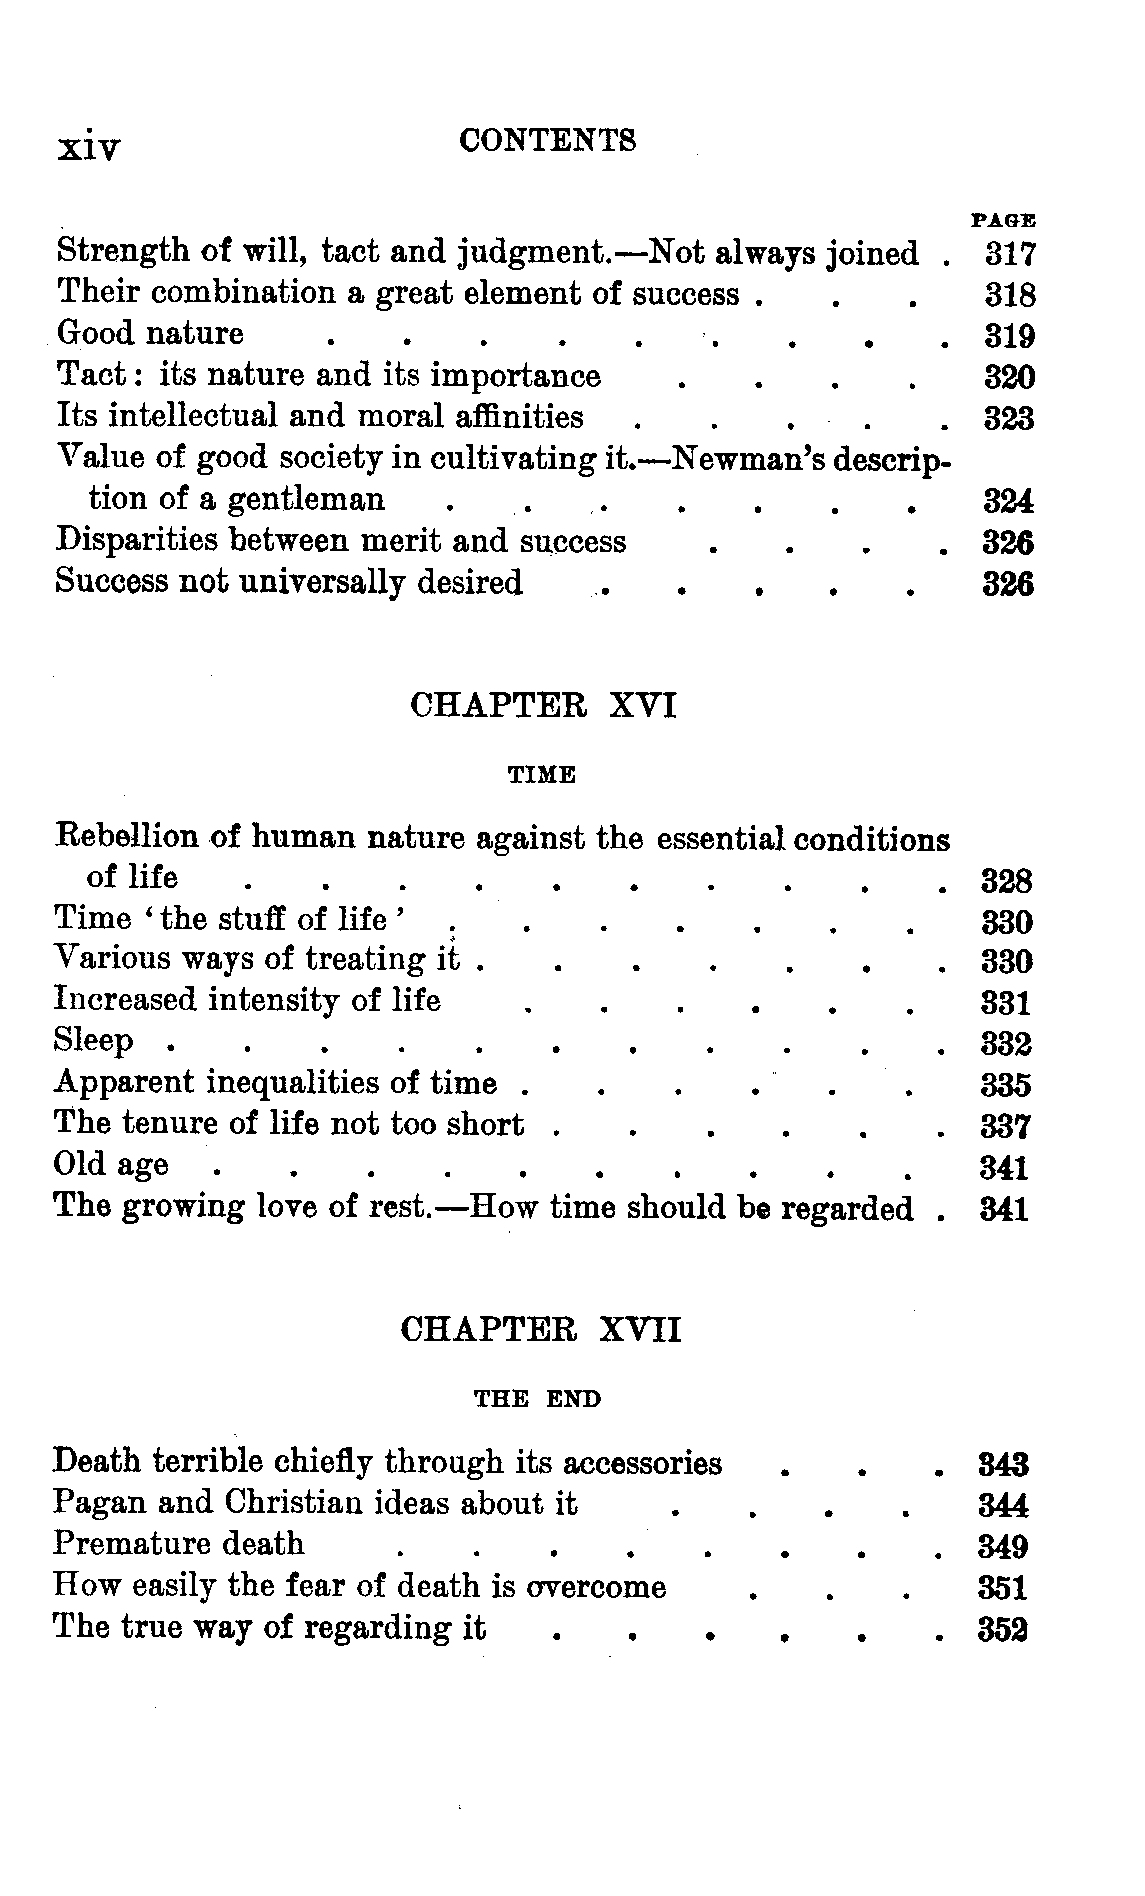 xiv CONTENTS
PAGE
Strength of will, tact and judgment.—Not always joined . 317
Their combination a great element of success . . . 318
Good nature . . . . . . . . . 319
Tact : its nature and its importance . . . . 320
Its intellectual and moral affinities . . . . . 323
Value of good society in cultivating it.—Newman's descrip-
tion of a gentleman . . . . . . . 324
Disparities between merit and success . . . . 326
Success not universally desired . . . . . 326
CHAPTER XVI
TIME
Rebellion of human nature against the essential conditions
of life . . . . . . . . . . 328
Time ‘the stuff of life’ . . . . . . . 330
Various ways of treating it . . . . . . . 330
Increased intensity of life . . . . . . 331
Sleep . . . . . . . . . . . 332
Apparent inequalities of time . . . . . . 335
The tenure of life not too short . . . . . . 337
Old age . . . . . . . . . . 341
The growing love of rest.—How time should be regarded . 341
CHAPTER XVII
THE END
Death terrible chiefly through its accessories . . . 343
Pagan and Christian ideas about it . . . . 344
Premature death . . . . . . . . 349
How easily the fear of death is overcome . . . 351
The true way of regarding it . . . . . . 352